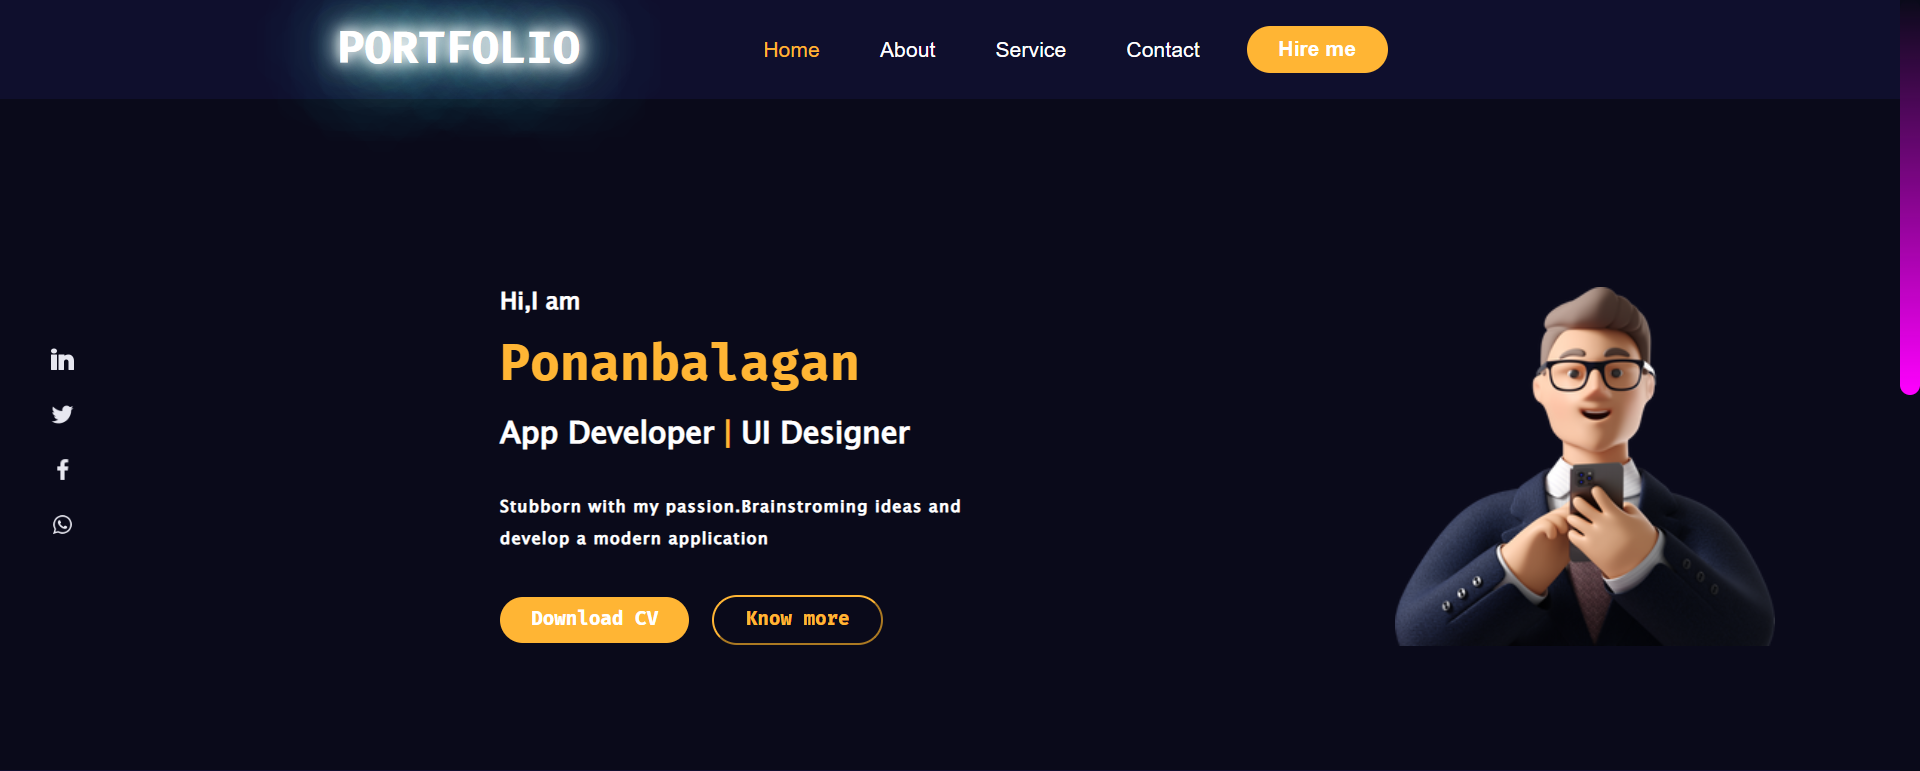 PORTFOLIO
Home About Service Contact Hire me
Hi,I am
Ponanbalagan
App Developer | UI Designer
Stubborn with my passion.Brainstroming ideas and
develop a modern application
Download CV Know more